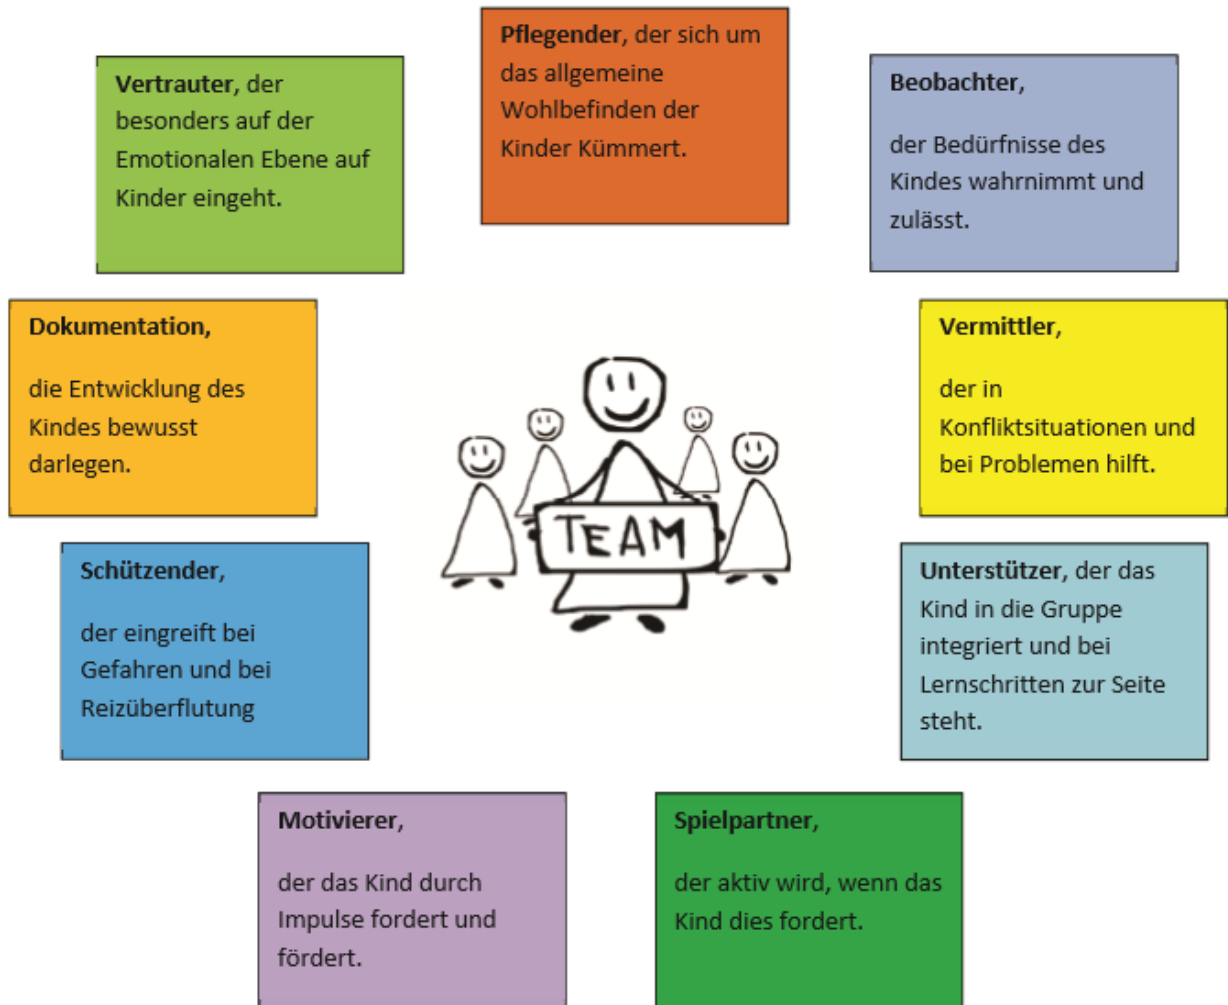 Pflegender, der sich um
das allgemeine
Wohlbefinden der
Kinder Kümmert.
Vertrauter, der
besonders auf der
Emotionalen Ebene auf
Kinder eingeht.
Beobachter,
der Bedürfnisse des
Kindes wahrnimmt und
zulässt.
Dokumentation,
die Entwicklung des
Kindes bewusst
darlegen.
Vermittler,
der in
Konfliktsituationen und
bei Problemen hilft.
TEAM
Schützender,
der eingreift bei
Gefahren und bei
Reizüberflutung
Unterstützer, der das
Kind in die Gruppe
integriert und bei
Lernschritten zur Seite
steht.
Motivierer,
der das Kind durch
Impulse fordert und
fördert.
Spielpartner,
der aktiv wird, wenn das
Kind dies fordert.